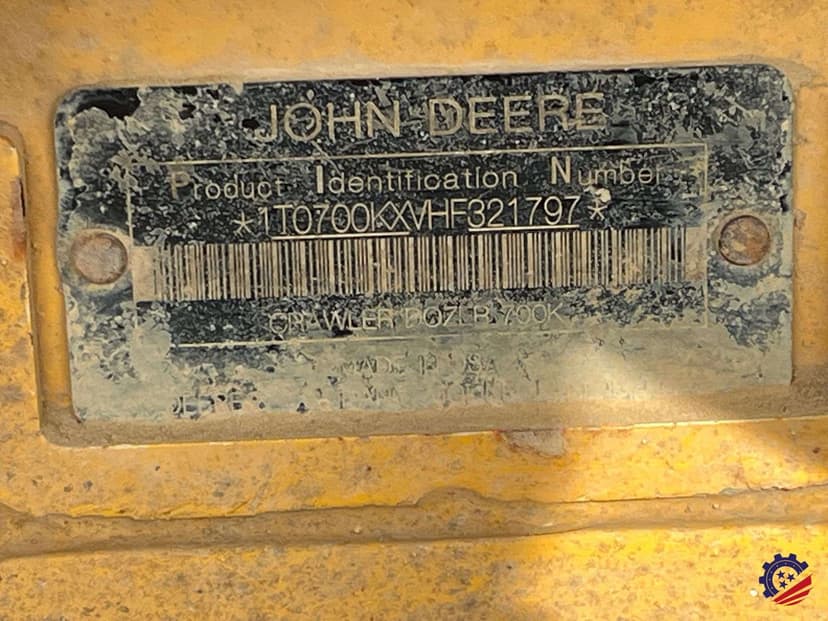 JOHN DEERE
Product Identification Number
*1T0700KXVHF321797*
CRAWLER DOZER 700K
MADE IN USA